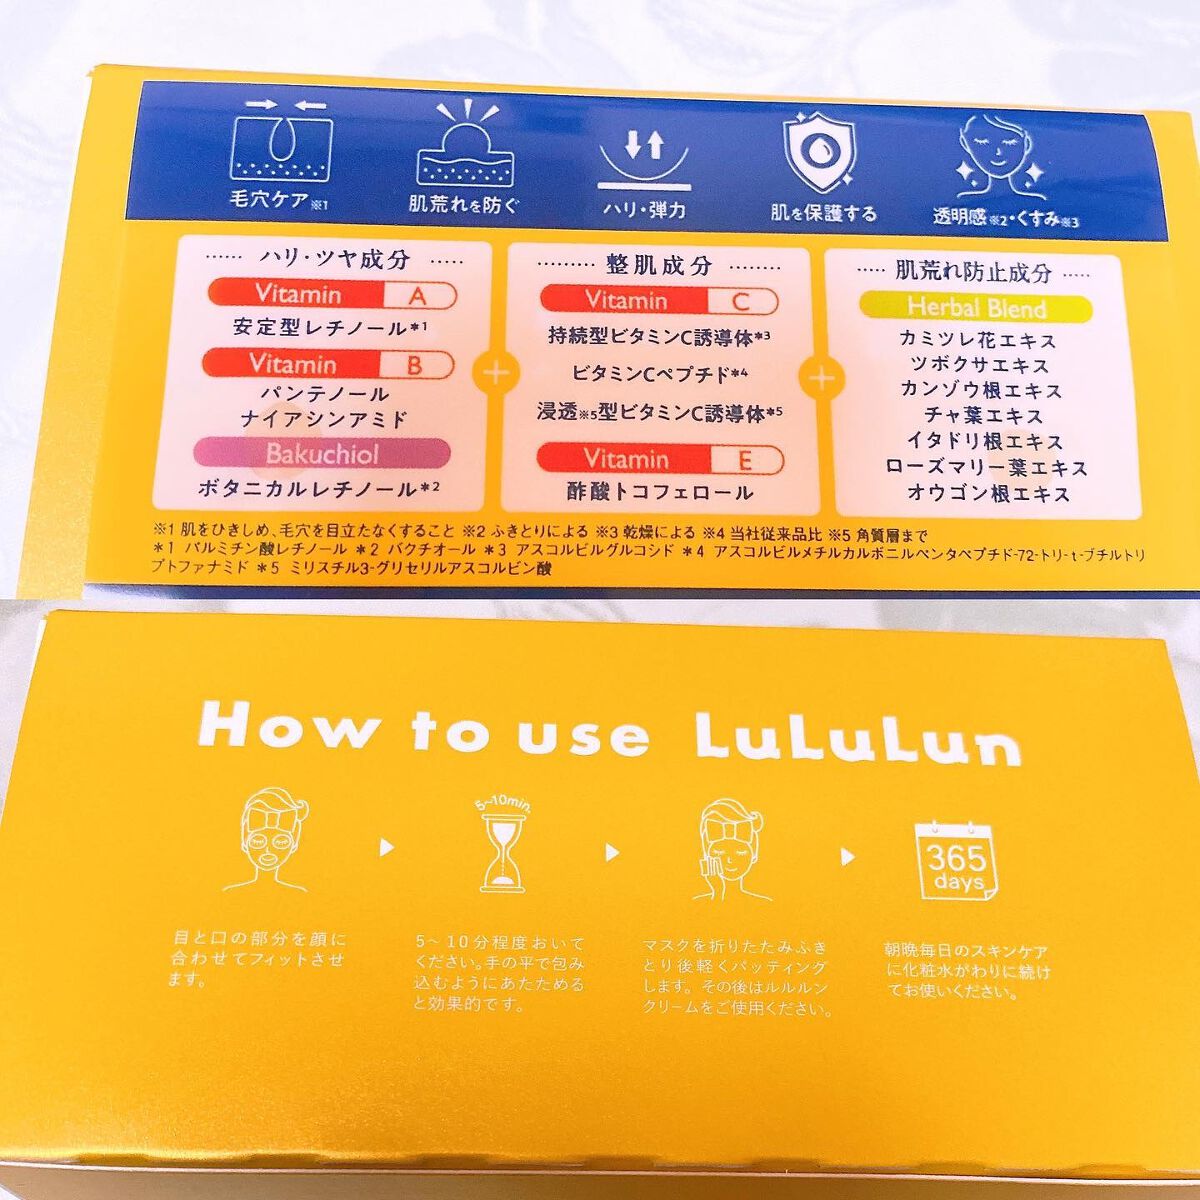 毛穴ケア※1
肌荒れを防ぐ
ハリ・弾力
肌を保護する
透明感※2・くすみ※3
ハリ・ツヤ成分
Vitamin A
安定型レチノール*1
Vitamin B
パンテノール
ナイアシンアミド
Bakuchiol
ボタニカルレチノール*2
+
整肌成分
Vitamin C
持続型ビタミンC誘導体*3
ビタミンCペプチド*4
浸透※5型ビタミンC誘導体*5
Vitamin E
酢酸トコフェロール
+
肌荒れ防止成分
Herbal Blend
カミツレ花エキス
ツボクサエキス
カンゾウ根エキス
チャ葉エキス
イタドリ根エキス
ローズマリー葉エキス
オウゴン根エキス
※1 肌をひきしめ、毛穴を目立たなくすること ※2 ふきとりによる ※3 乾燥による ※4 当社従来品比 ※5 角質層まで
*1 パルミチン酸レチノール *2 バクチオール *3 アスコルビルグルコシド *4 アスコルビルメチルカルボニルペンタペプチド-72-トリ-t-ブチルトリ
プトファナミド *5 ミリスチル3-グリセリルアスコルビン酸
How to use LuLuLun
目と口の部分を顔に
合わせてフィットさせ
ます。
5~10min.
5~10分程度おいて
ください。手の平で包み
込むようにあたためる
と効果的です。
マスクを折りたたみふき
とり後軽くパッティング
します。その後はルルルン
クリームをご使用ください。
365
days
朝晩毎日のスキンケア
に化粧水がわりに続け
てお使いください。